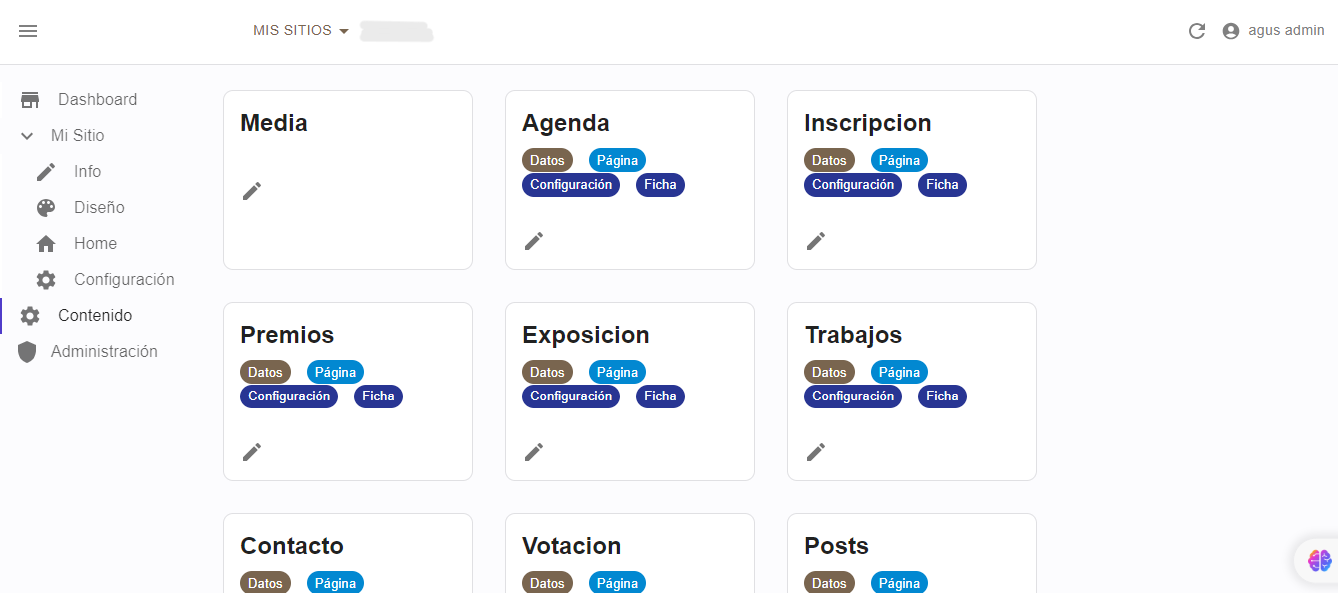 MIS SITIOS
agus admin
Dashboard
Mi Sitio
Info
Diseño
Home
Configuración
Contenido
Administración
Media
Agenda
Datos Página
Configuración Ficha
Inscripcion
Datos Página
Configuración Ficha
Premios
Datos Página
Configuración Ficha
Exposicion
Datos Página
Configuración Ficha
Trabajos
Datos Página
Configuración Ficha
Contacto
Datos Página
Votacion
Datos Página
Posts
Datos Página